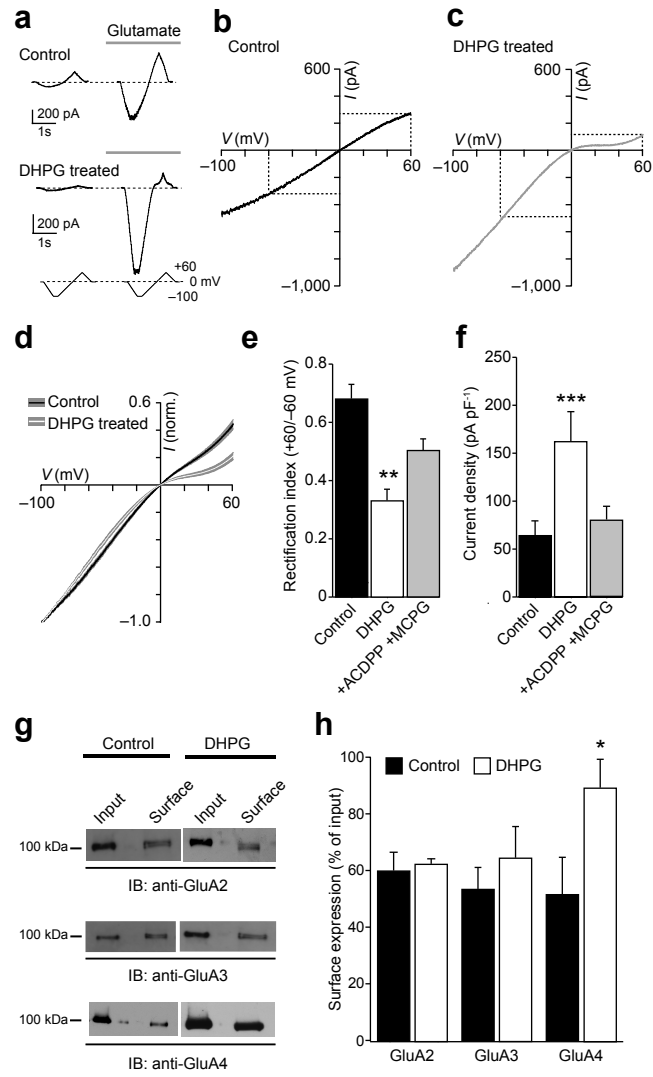 a
Glutamate
Control
200 pA
1s
DHPG treated
200 pA
1s
+60
0 mV
–100
b
Control
600
I (pA)
V (mV)
–100
60
–1,000
c
DHPG treated
600
I (pA)
V (mV)
–100
60
–1,000
d
Control
DHPG treated
0.6
I (norm.)
V (mV)
–100
60
–1.0
e
Rectification index (+60/–60 mV)
0.8
0.6
0.4
0.2
0
**
Control
DHPG
+ACDPP +MCPG
f
Current density (pA pF-1)
250
200
150
100
50
0
***
Control
DHPG
+ACDPP +MCPG
g
Control DHPG
Input Surface Input Surface
100 kDa
IB: anti-GluA2
100 kDa
IB: anti-GluA3
100 kDa
IB: anti-GluA4
h
Control DHPG
Surface expression (% of input)
100
80
60
40
20
0
*
GluA2 GluA3 GluA4